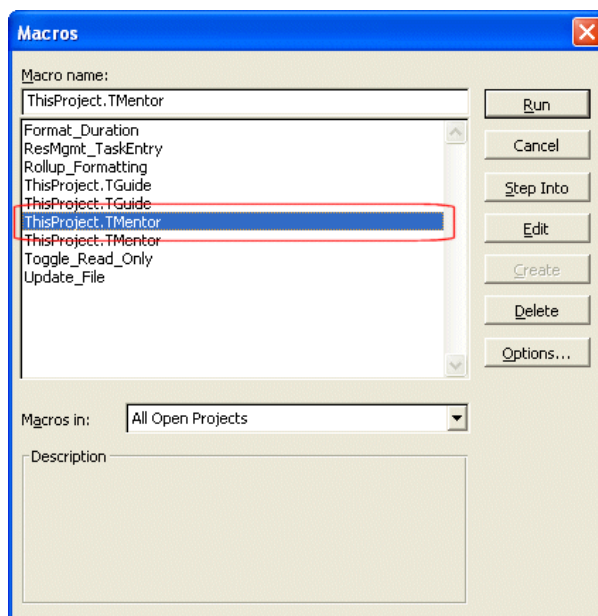 Macros
Macro name:
ThisProject.TMentor
Run
Format_Duration
ResMgmt_TaskEntry
Rollup_Formatting
ThisProject.TGuide
ThisProject.TGuide
ThisProject.TMentor
ThisProject.TMentor
Toggle_Read_Only
Update_File
Cancel
Step Into
Edit
Create
Delete
Options...
Macros in:
All Open Projects
Description